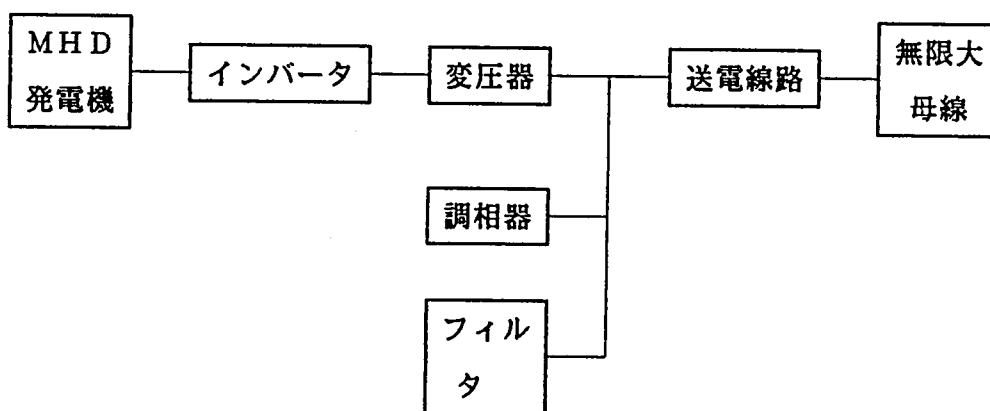 MHD
発電機
インバータ
変圧器
送電線路
無限大
母線
調相器
フィル
タ